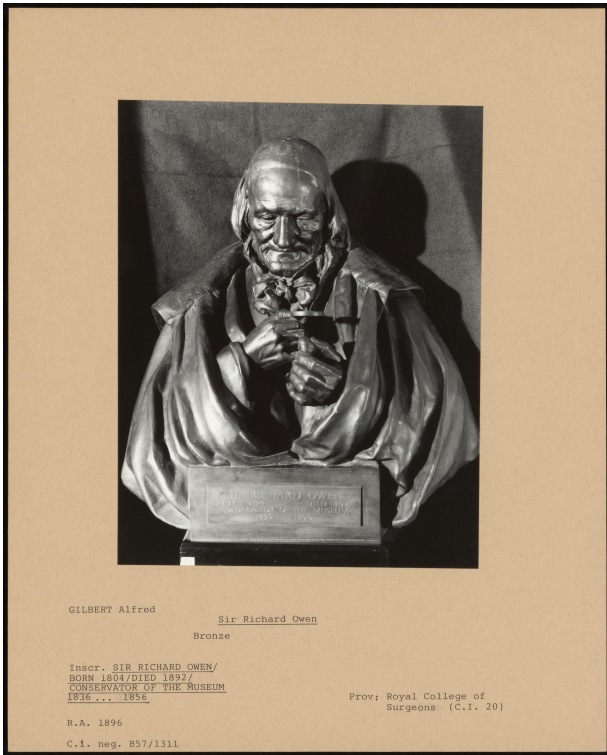 SIR RICHARD OWEN
GILBERT Alfred
Sir Richard Owen
Bronze
Inscr. SIR RICHARD OWEN/
BORN 1804/DIED 1892/
CONSERVATOR OF THE MUSEUM
1836 ... 1856
Prov; Royal College of
Surgeons (C.I. 20)
R.A. 1896
C.i. neg. B57/1311